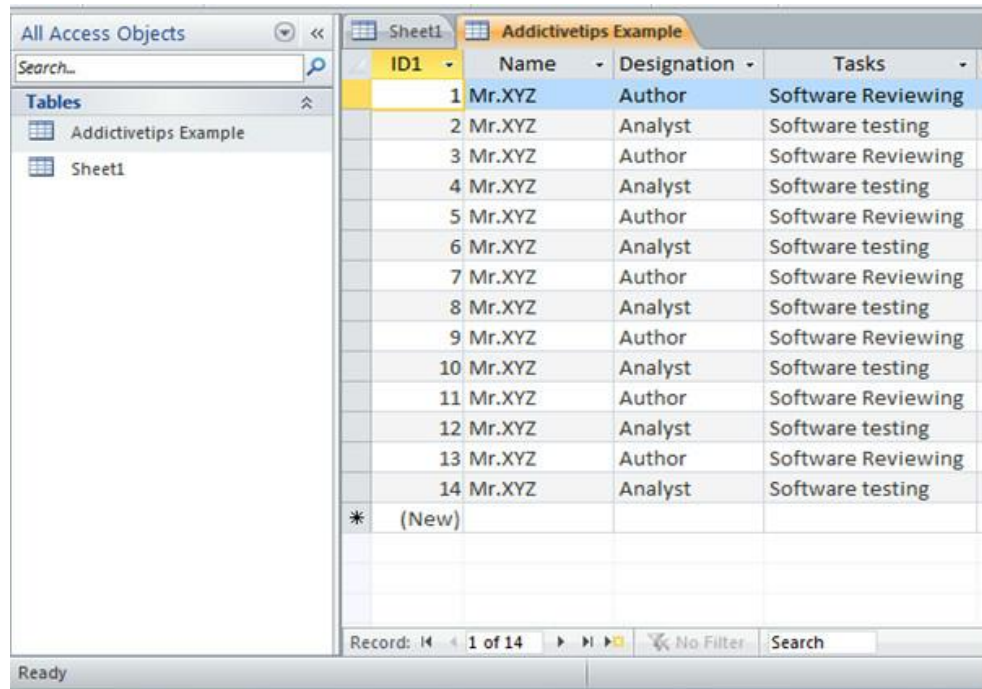 All Access Objects
Search...
Tables
Addictivetips Example
Sheet1
Sheet1 Addictivetips Example
ID1 Name Designation Tasks
1 Mr.XYZ Author Software Reviewing
2 Mr.XYZ Analyst Software testing
3 Mr.XYZ Author Software Reviewing
4 Mr.XYZ Analyst Software testing
5 Mr.XYZ Author Software Reviewing
6 Mr.XYZ Analyst Software testing
7 Mr.XYZ Author Software Reviewing
8 Mr.XYZ Analyst Software testing
9 Mr.XYZ Author Software Reviewing
10 Mr.XYZ Analyst Software testing
11 Mr.XYZ Author Software Reviewing
12 Mr.XYZ Analyst Software testing
13 Mr.XYZ Author Software Reviewing
14 Mr.XYZ Analyst Software testing
(New)
Record: 1 of 14 No Filter Search
Ready